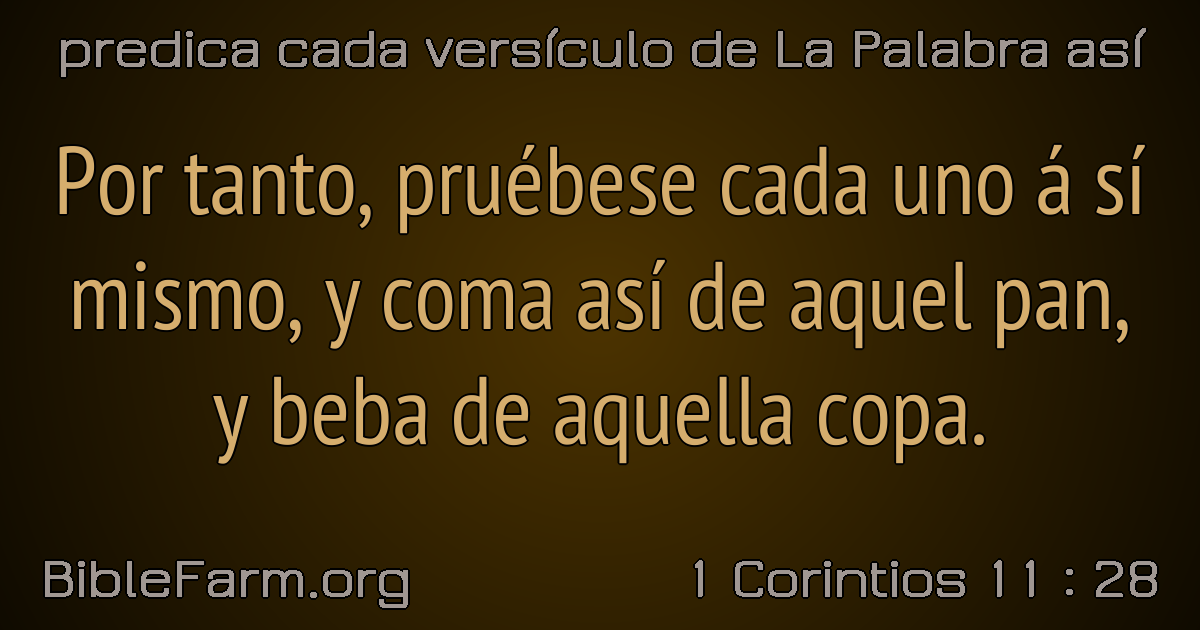 predica cada versículo de La Palabra así
Por tanto, pruébese cada uno á sí
mismo, y coma así de aquel pan,
y beba de aquella copa.
BibleFarm.org
1 Corintios 11 : 28